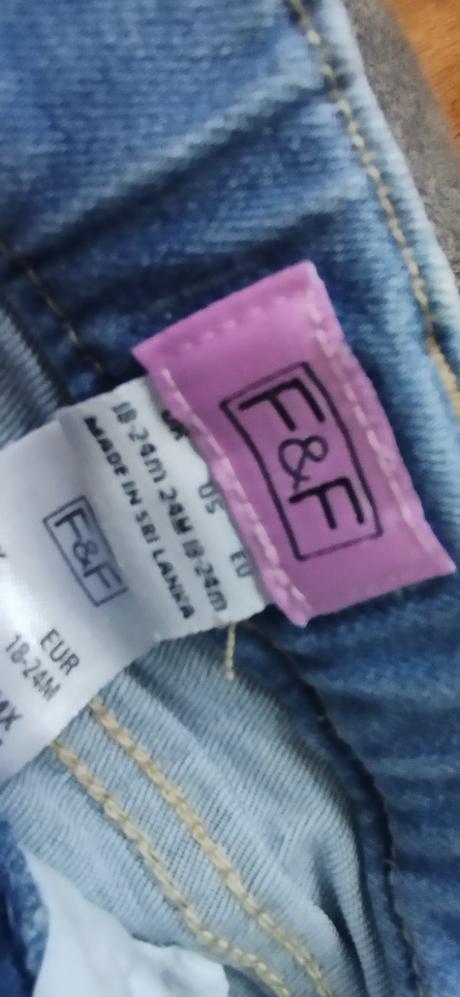 F&F
UK US EU
18-24m 24M 18-24m
MADE IN SRI LANKA
F&F
EUR
18-24M